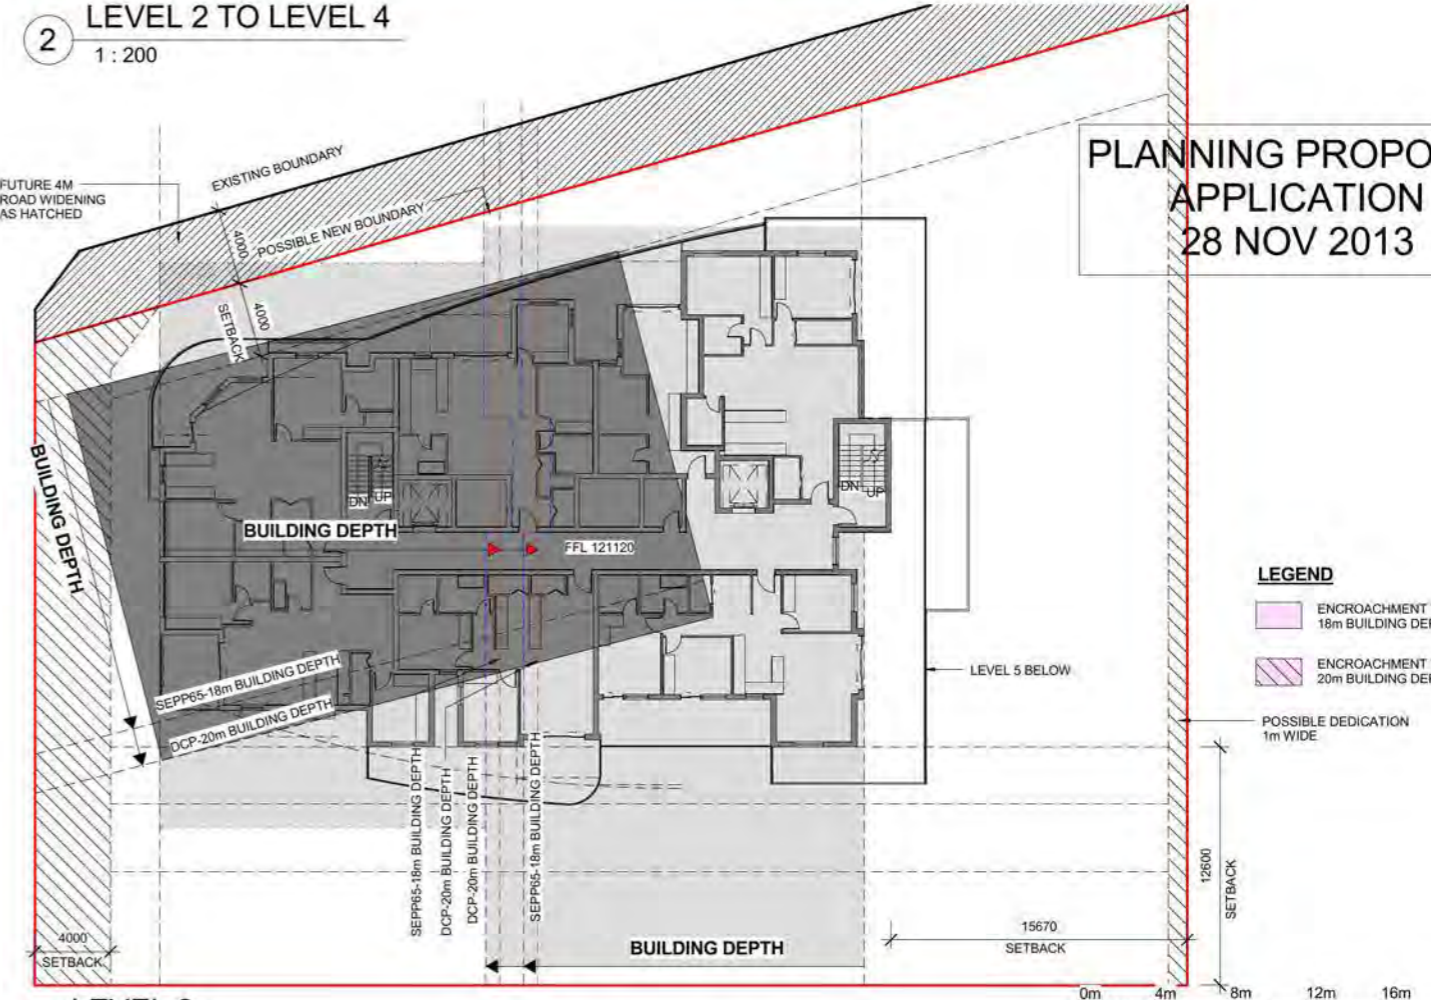 2
LEVEL 2 TO LEVEL 4
1 : 200
FUTURE 4M
ROAD WIDENING
AS HATCHED
EXISTING BOUNDARY
POSSIBLE NEW BOUNDARY
4000
4000
SETBACK
PLANNING PROPO
APPLICATION
28 NOV 2013
BUILDING DEPTH
DN
UP
DN
UP
BUILDING DEPTH
FFL 121120
LEGEND
ENCROACHMENT
18m BUILDING DE
ENCROACHMENT
20m BUILDING DE
LEVEL 5 BELOW
POSSIBLE DEDICATION
1m WIDE
SEPP65-18m BUILDING DEPTH
DCP-20m BUILDING DEPTH
SEPP65-18m BUILDING DEPTH
DCP-20m BUILDING DEPTH
DCP-20m BUILDING DEPTH
SEPP65-18m BUILDING DEPTH
12600
SETBACK
4000
SETBACK
15670
SETBACK
BUILDING DEPTH
0m 4m 8m 12m 16m